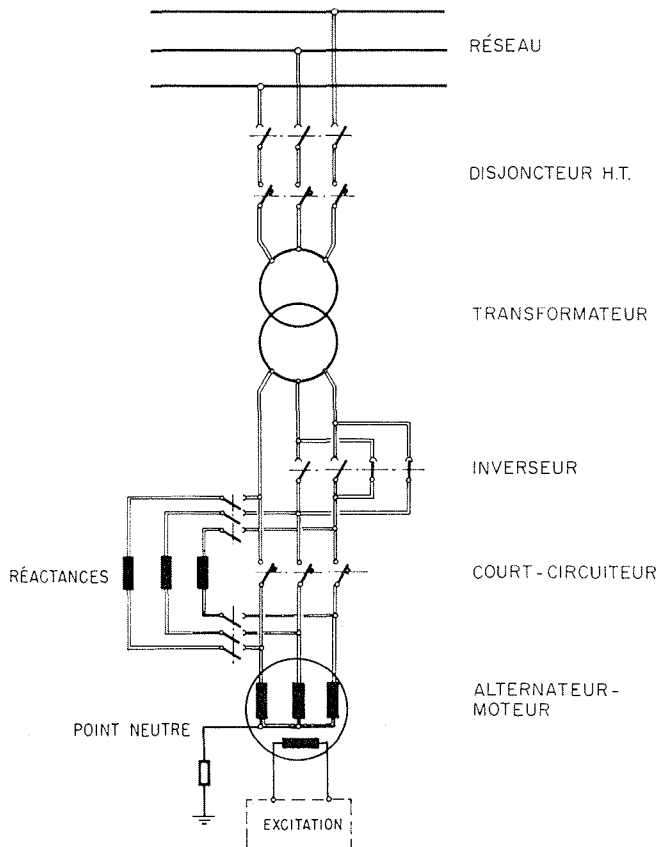 RÉSEAU
DISJONCTEUR H.T.
TRANSFORMATEUR
INVERSEUR
RÉACTANCES
COURT-CIRCUITEUR
ALTERNATEUR-
MOTEUR
POINT NEUTRE
EXCITATION